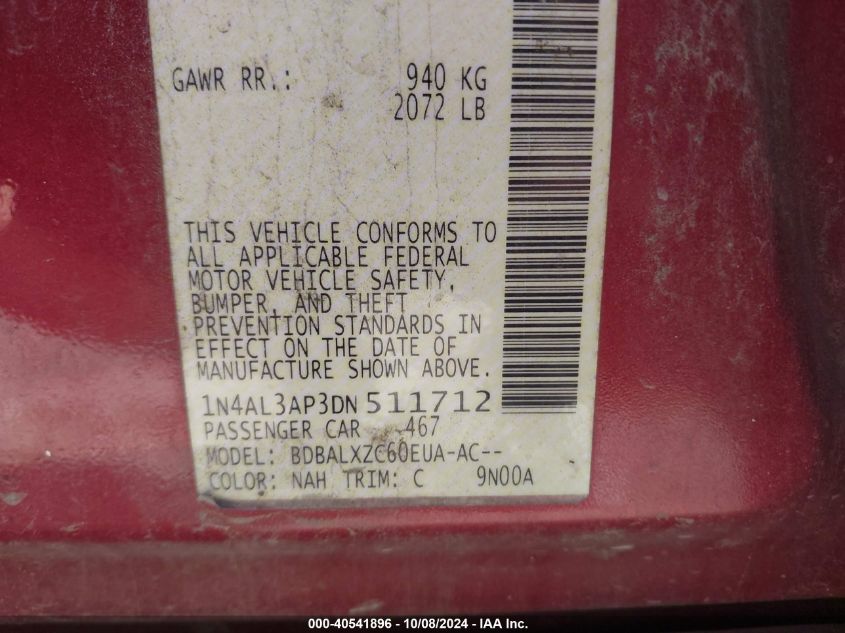 GAWR RR.: 940 KG
2072 LB
THIS VEHICLE CONFORMS TO
ALL APPLICABLE FEDERAL
MOTOR VEHICLE SAFETY,
BUMPER, AND THEFT
PREVENTION STANDARDS IN
EFFECT ON THE DATE OF
MANUFACTURE SHOWN ABOVE.
1N4AL3AP3DN 511712
PASSENGER CAR 467
MODEL: BDBALXZC60EUA-AC--
COLOR: NAH TRIM: C 9N00A
000-40541896 - 10/08/2024 - IAA Inc.